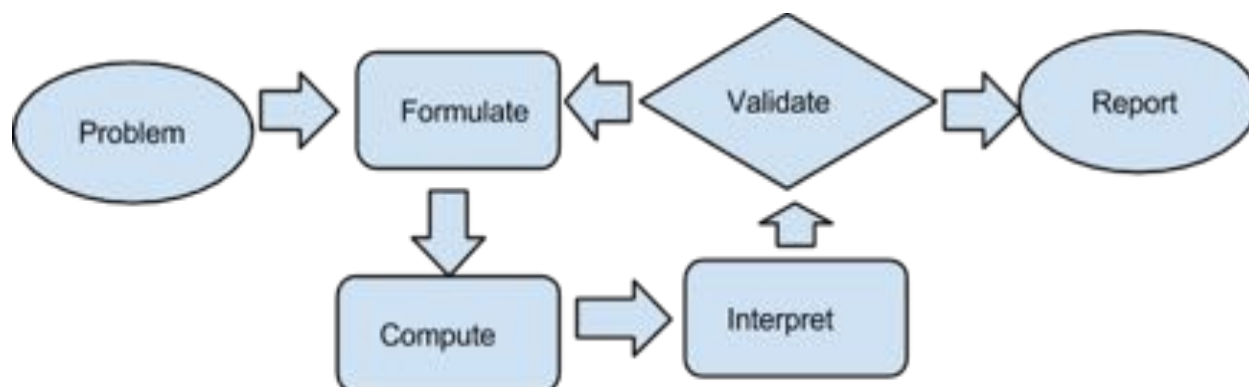 Problem
Formulate
Validate
Report
Compute
Interpret